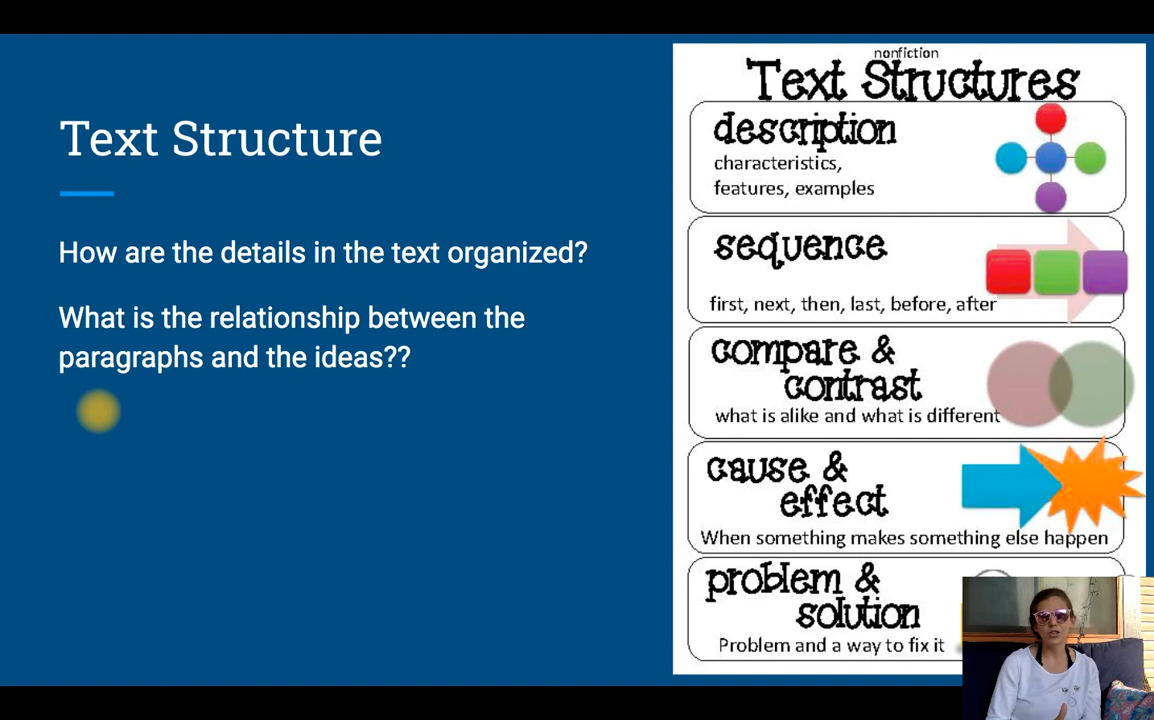 Text Structure
How are the details in the text organized?
What is the relationship between the
paragraphs and the ideas??
nonfiction
Text Structures
description
characteristics,
features, examples
sequence
first, next, then, last, before, after
compare &
contrast
what is alike and what is different
cause &
effect
When something makes something else happen
problem &
solution
Problem and a way to fix it